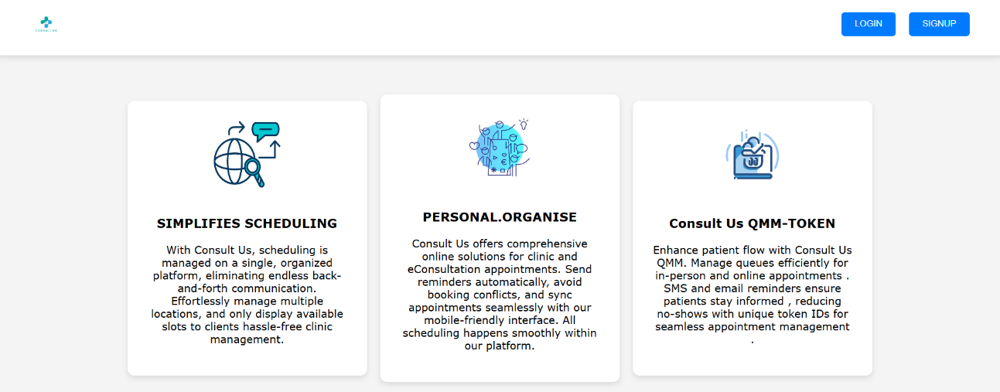 CONSULT US
LOGIN
SIGNUP
SIMPLIFIES SCHEDULING
With Consult Us, scheduling is
managed on a single, organized
platform, eliminating endless back-
and-forth communication.
Effortlessly manage multiple
locations, and only display available
slots to clients hassle-free clinic
management.
PERSONAL.ORGANISE
Consult Us offers comprehensive
online solutions for clinic and
eConsultation appointments. Send
reminders automatically, avoid
booking conflicts, and sync
appointments seamlessly with our
mobile-friendly interface. All
scheduling happens smoothly within
our platform.
Consult Us QMM-TOKEN
Enhance patient flow with Consult Us
QMM. Manage queues efficiently for
in-person and online appointments .
SMS and email reminders ensure
patients stay informed , reducing
no-shows with unique token IDs for
seamless appointment management
.